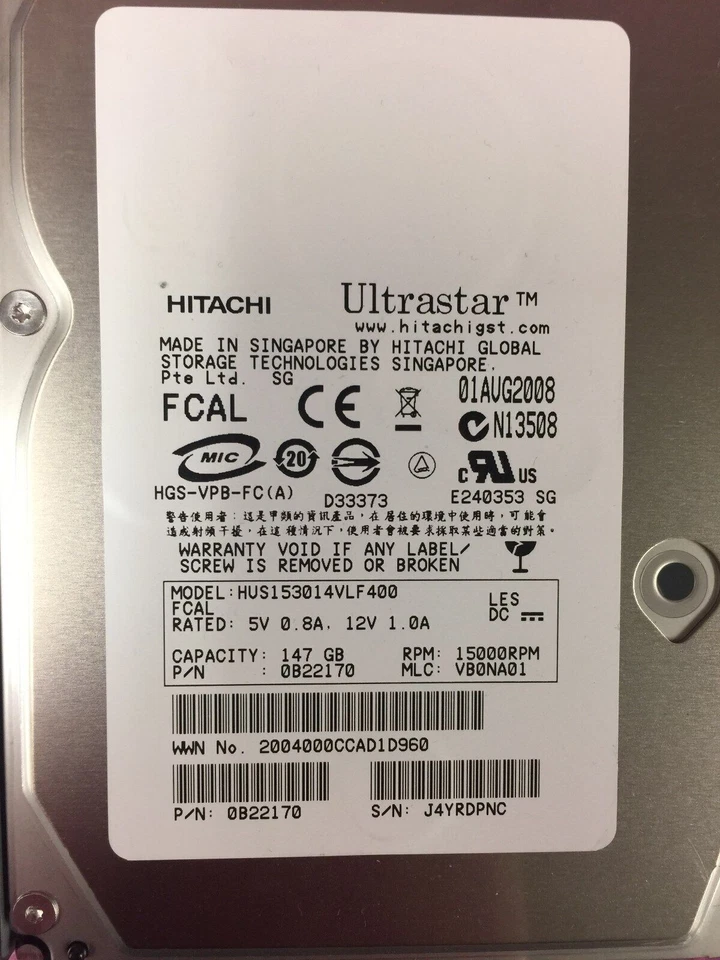 HITACHI Ultrastar™
www.hitachigst.com
MADE IN SINGAPORE BY HITACHI GLOBAL
STORAGE TECHNOLOGIES SINGAPORE.
Pte Ltd. SG
FCAL CE 01AUG2008
N13508
MIC 20
c RU US
HGS-VPB-FC(A) D33373 E240353 SG
警告使用者：這是甲類的資訊產品，在居住的環境中使用時，可能會
造成射頻干擾，在這種情況下，使用者會被要求採取某些適當的對策。
WARRANTY VOID IF ANY LABEL/
SCREW IS REMOVED OR BROKEN
MODEL:HUS153014VLF400
FCAL LES
RATED: 5V 0.8A, 12V 1.0A DC
CAPACITY: 147 GB RPM: 15000RPM
P/N : 0B22170 MLC: VB0NA01
WWN No. 2004000CCAD1D960
P/N: 0B22170 S/N: J4YRDPNC